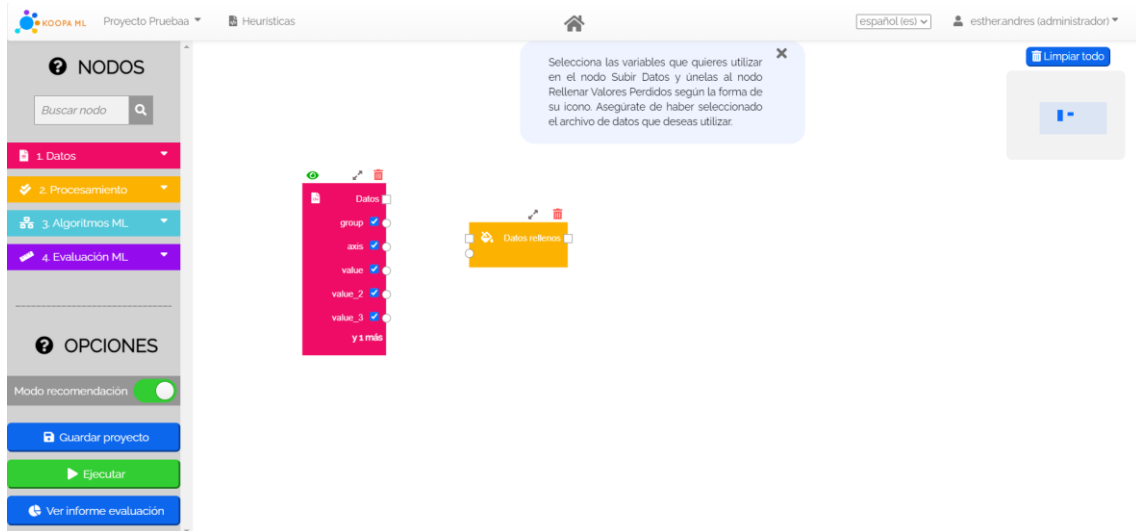 KOOPA ML
Proyecto Pruebaa
Heurísticas
español (es)
esther.andres (administrador)
NODOS
Buscar nodo
1. Datos
2. Procesamiento
3. Algoritmos ML
4. Evaluación ML
OPCIONES
Modo recomendación
Guardar proyecto
Ejecutar
Ver informe evaluación
Selecciona las variables que quieres utilizar
en el nodo Subir Datos y únelas al nodo
Rellenar Valores Perdidos según la forma de
su icono. Asegúrate de haber seleccionado
el archivo de datos que deseas utilizar.
Limpiar todo
Datos
group
axis
value
value_2
value_3
y 1 más
Datos rellenos